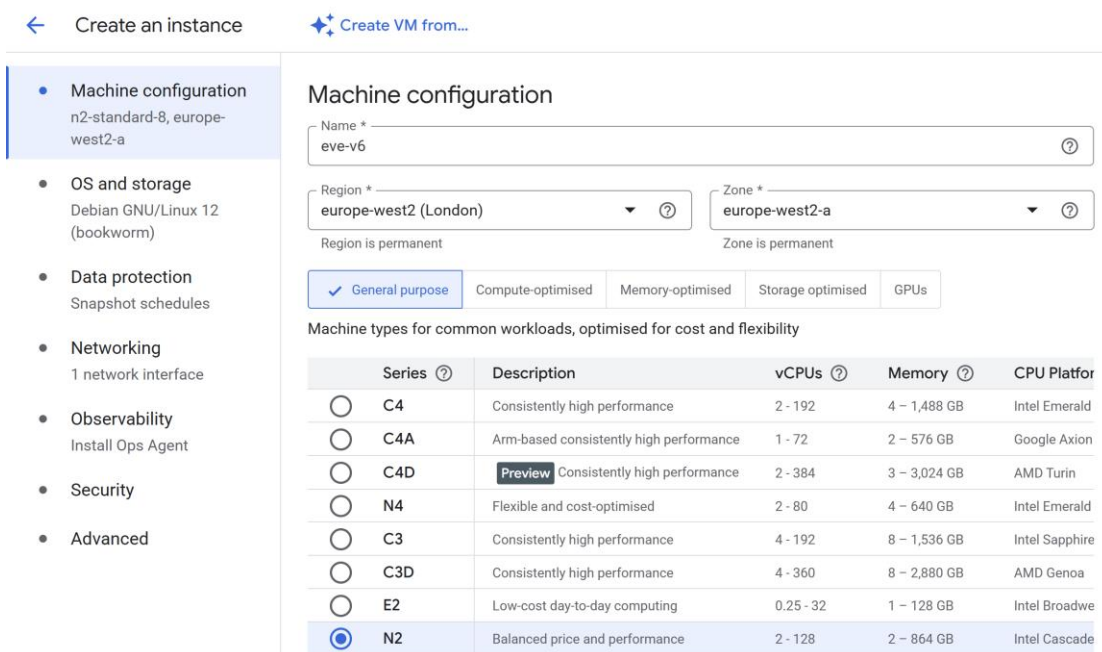 Create an instance
Create VM from...
Machine configuration
n2-standard-8, europe-
west2-a
OS and storage
Debian GNU/Linux 12
(bookworm)
Data protection
Snapshot schedules
Networking
1 network interface
Observability
Install Ops Agent
Security
Advanced
Machine configuration
Name *
eve-v6
Region *
europe-west2 (London)
Region is permanent
Zone *
europe-west2-a
Zone is permanent
General purpose Compute-optimised Memory-optimised Storage optimised GPUs
Machine types for common workloads, optimised for cost and flexibility
Series Description vCPUs Memory CPU Platfor
C4 Consistently high performance 2 - 192 4 – 1,488 GB Intel Emerald
C4A Arm-based consistently high performance 1 - 72 2 – 576 GB Google Axion
C4D Preview Consistently high performance 2 - 384 3 – 3,024 GB AMD Turin
N4 Flexible and cost-optimised 2 - 80 4 – 640 GB Intel Emerald
C3 Consistently high performance 4 - 192 8 – 1,536 GB Intel Sapphire
C3D Consistently high performance 4 - 360 8 – 2,880 GB AMD Genoa
E2 Low-cost day-to-day computing 0.25 - 32 1 – 128 GB Intel Broadwe
N2 Balanced price and performance 2 - 128 2 – 864 GB Intel Cascade